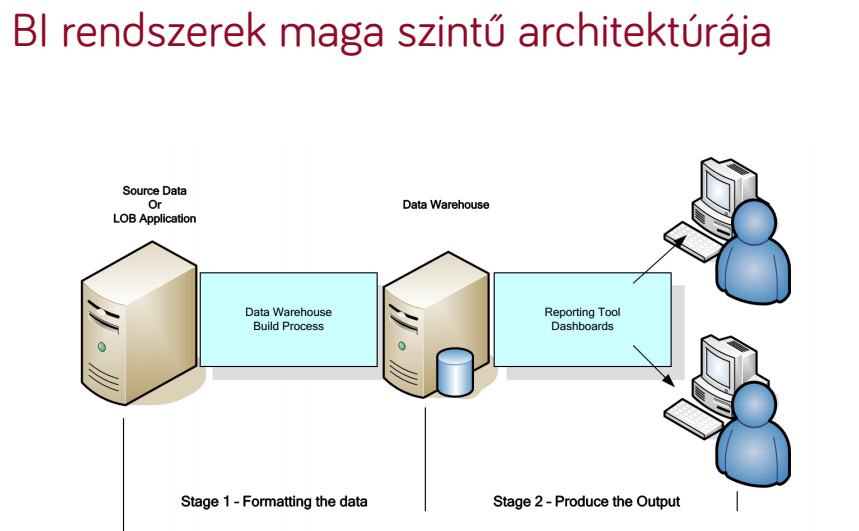 BI rendszerek maga szintű architektúrája
Source Data
Or
LOB Application
Data Warehouse
Data Warehouse
Build Process
Reporting Tool
Dashboards
Stage 1 - Formatting the data
Stage 2 - Produce the Output